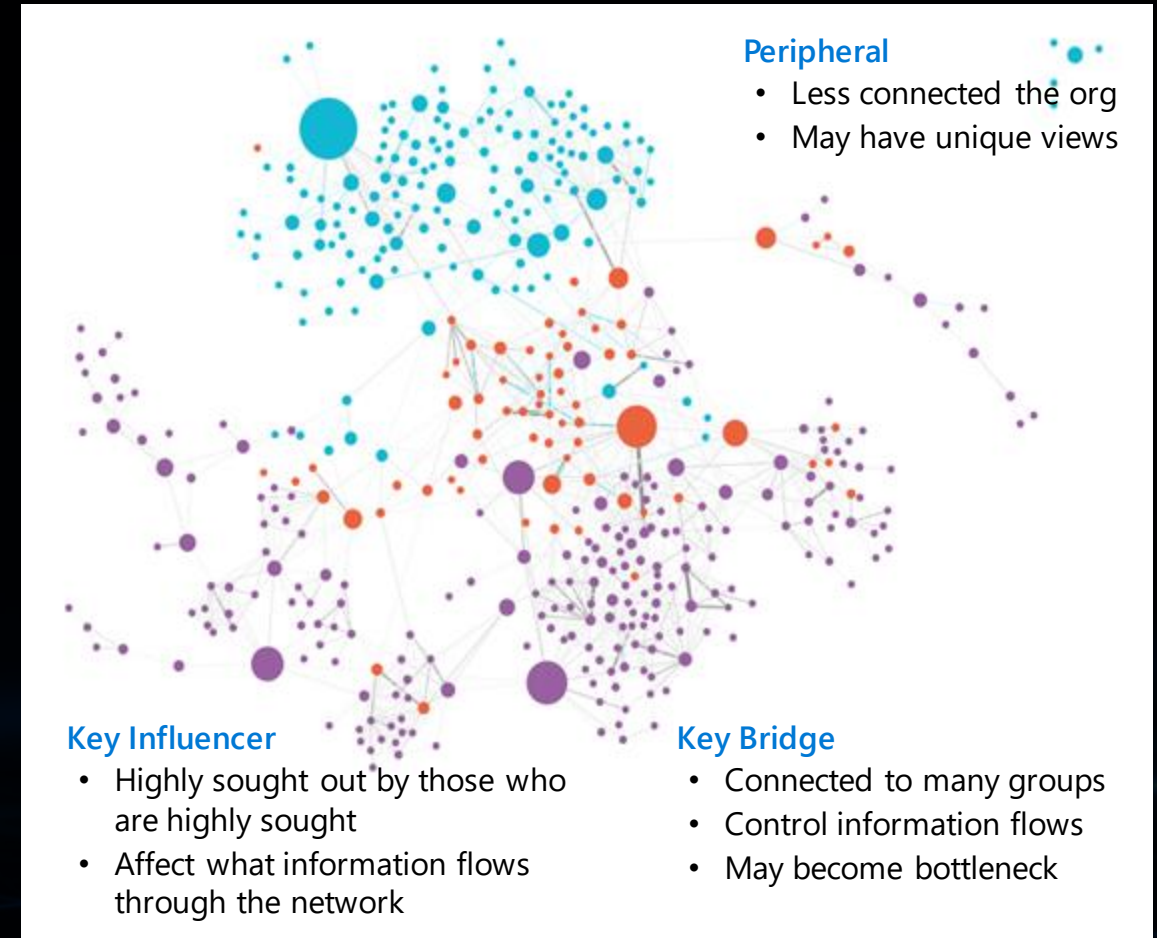 Peripheral
• Less connected the org
• May have unique views
Key Influencer
• Highly sought out by those who
are highly sought
• Affect what information flows
through the network
Key Bridge
• Connected to many groups
• Control information flows
• May become bottleneck